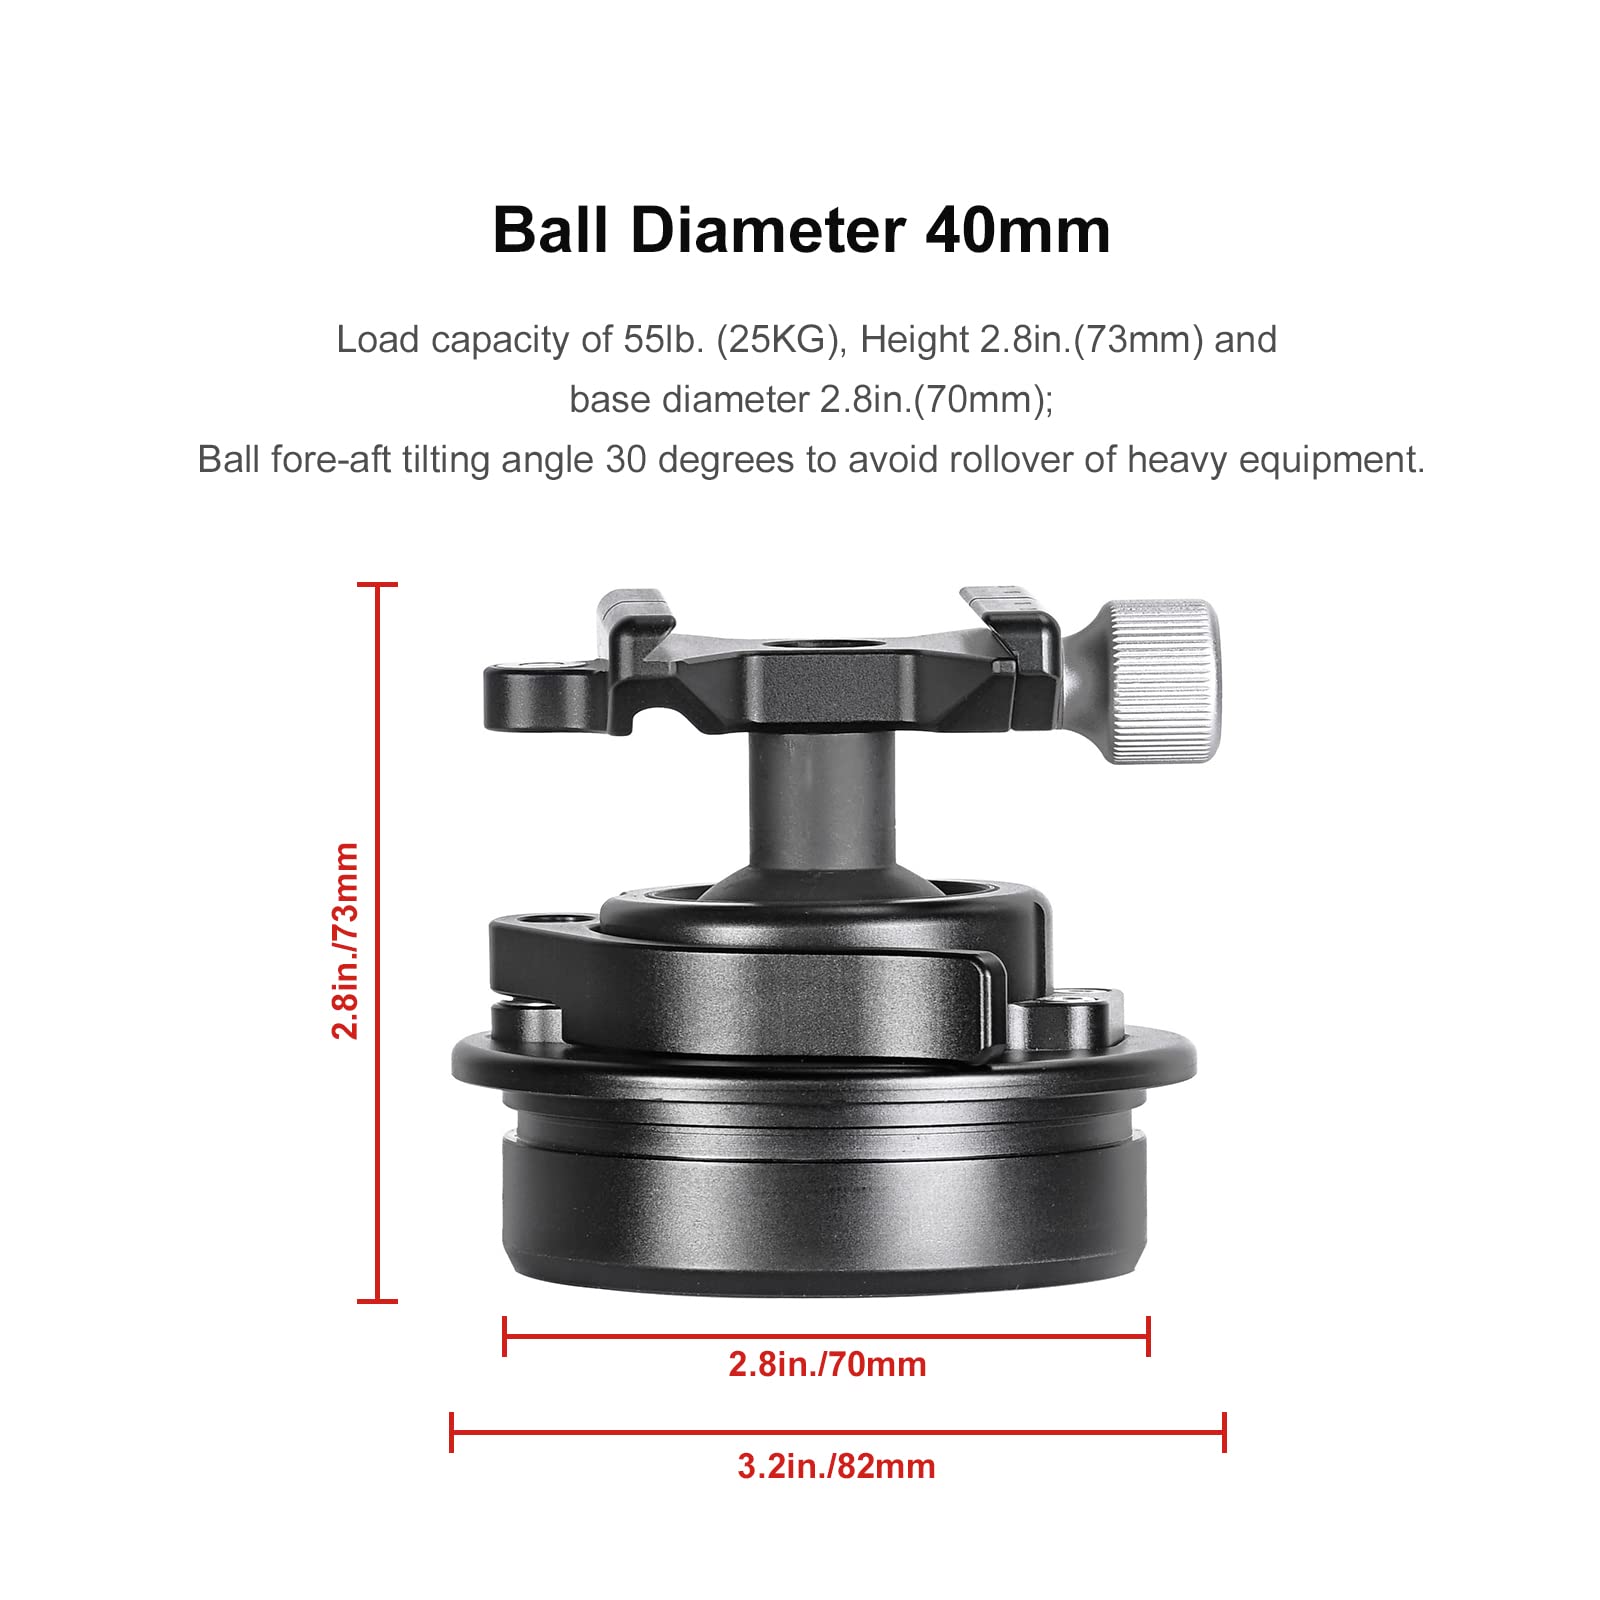 Ball Diameter 40mm
Load capacity of 55lb. (25KG), Height 2.8in.(73mm) and
base diameter 2.8in.(70mm);
Ball fore-aft tilting angle 30 degrees to avoid rollover of heavy equipment.
2.8in./73mm
2.8in./70mm
3.2in./82mm